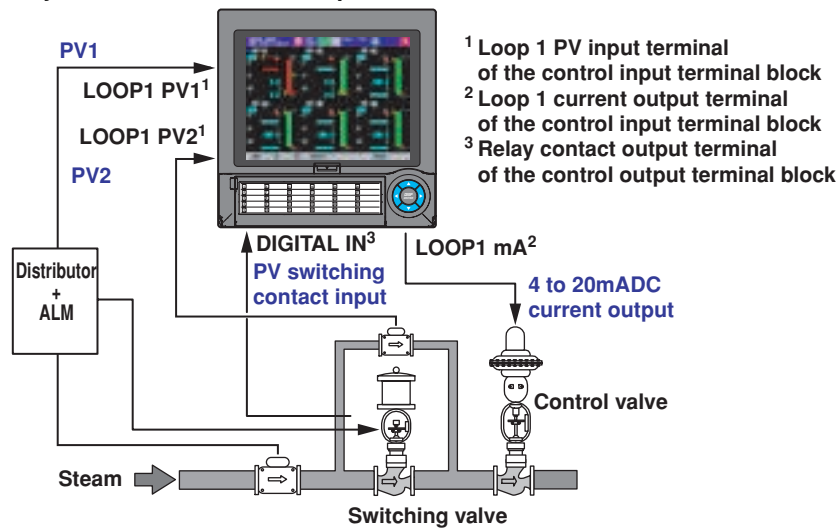 PV1
LOOP1 PV1¹
LOOP1 PV2¹
PV2
¹ Loop 1 PV input terminal
of the control input terminal block
² Loop 1 current output terminal
of the control input terminal block
³ Relay contact output terminal
of the control output terminal block
DIGITAL IN³
PV switching
contact input
LOOP1 mA²
4 to 20mADC
current output
Distributor
+
ALM
Control valve
Steam
Switching valve